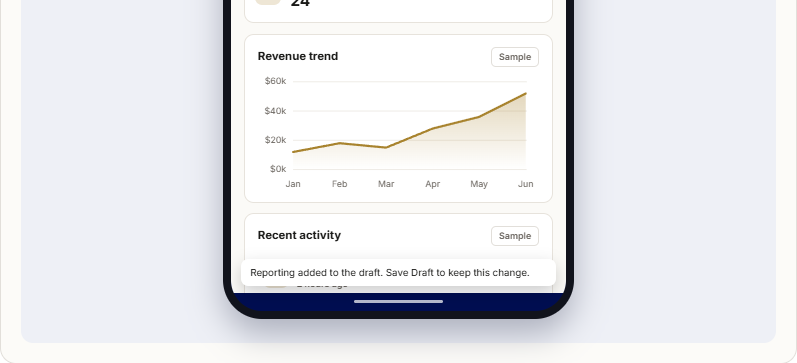 24
Revenue trend
Sample
$60k
$40k
$20k
$0k
Jan Feb Mar Apr May Jun
Recent activity
Sample
Reporting added to the draft. Save Draft to keep this change.